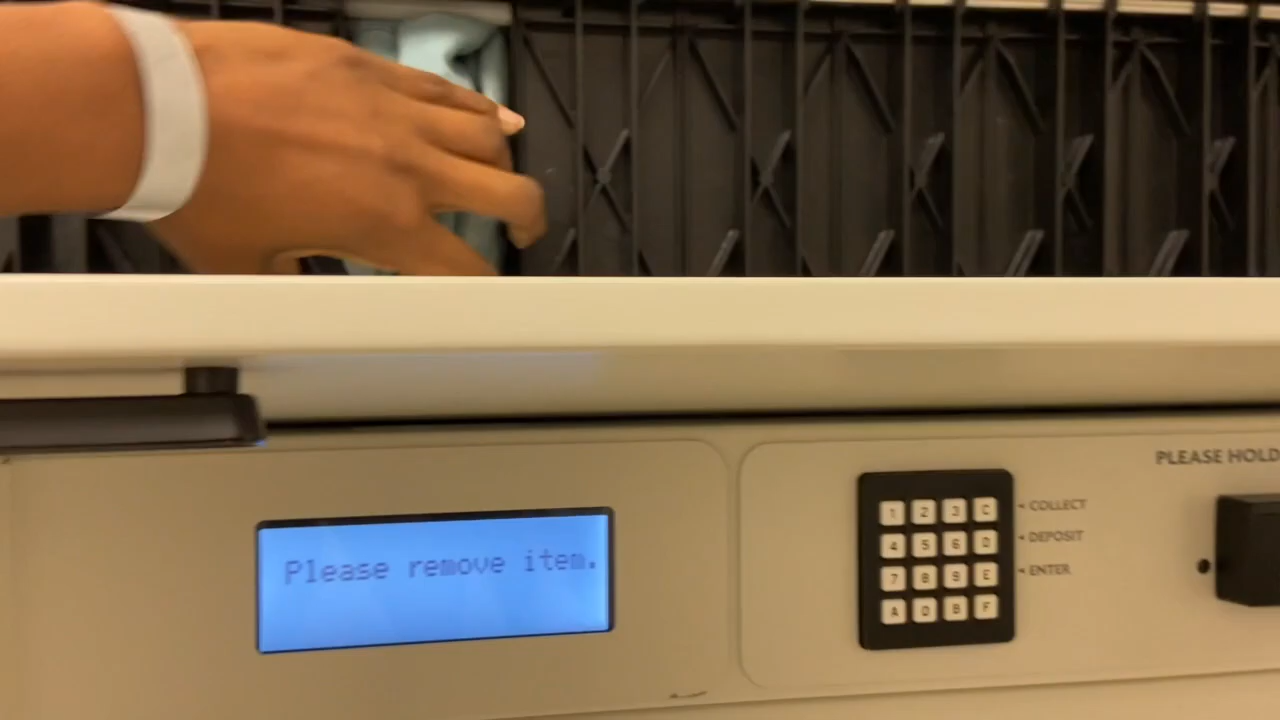 Please remove item.
1 2 3 C
4 5 6 D
7 8 9 E
A 0 B F
COLLECT
DEPOSIT
ENTER
PLEASE HOLD